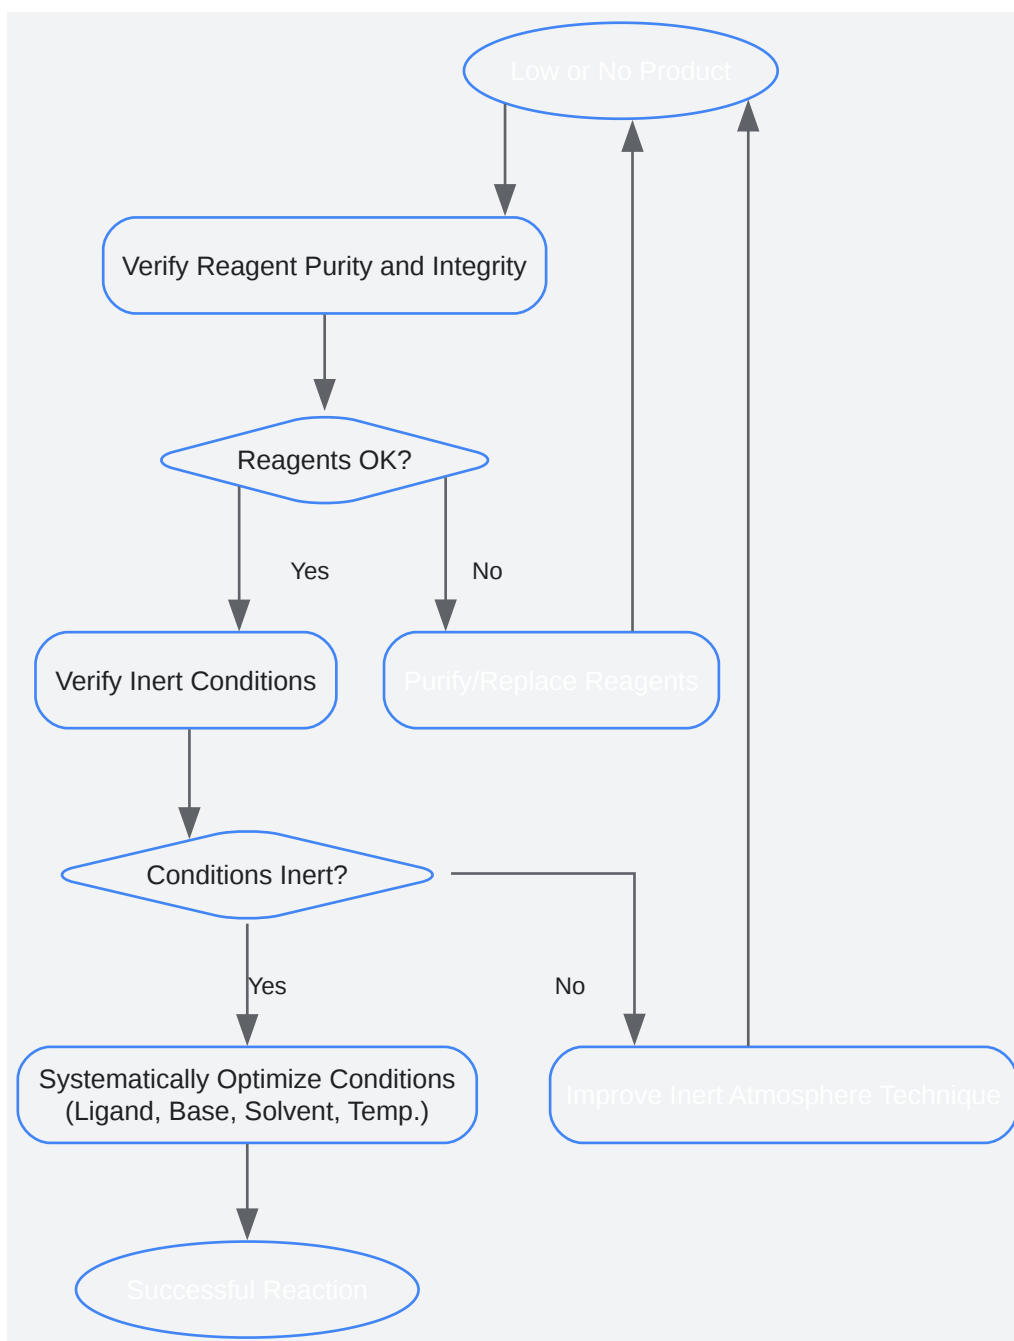 Low or No Product
Verify Reagent Purity and Integrity
Reagents OK?
Yes
No
Verify Inert Conditions
Purify/Replace Reagents
Conditions Inert?
Yes
No
Systematically Optimize Conditions
(Ligand, Base, Solvent, Temp.)
Improve Inert Atmosphere Technique
Successful Reaction